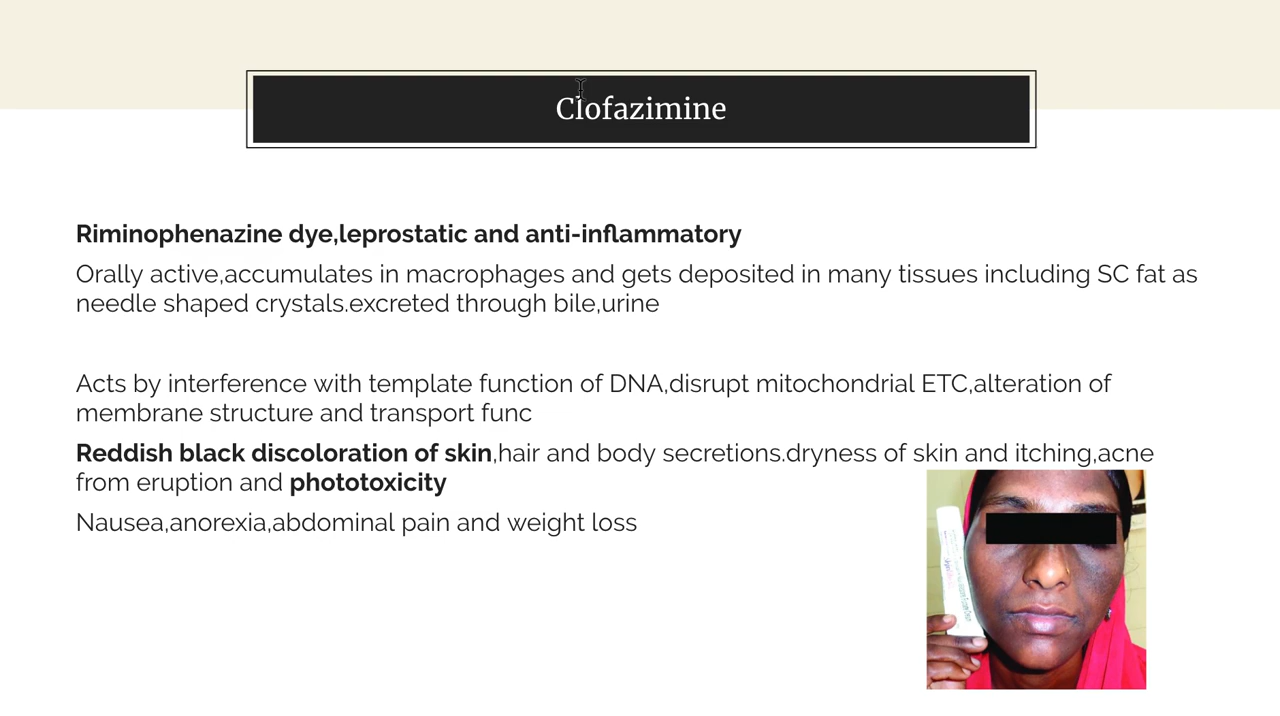 Clofazimine
Riminophenazine dye,leprostatic and anti-inflammatory
Orally active,accumulates in macrophages and gets deposited in many tissues including SC fat as
needle shaped crystals.excreted through bile,urine
Acts by interference with template function of DNA,disrupt mitochondrial ETC,alteration of
membrane structure and transport func
Reddish black discoloration of skin,hair and body secretions.dryness of skin and itching,acne
from eruption and phototoxicity
Nausea,anorexia,abdominal pain and weight loss